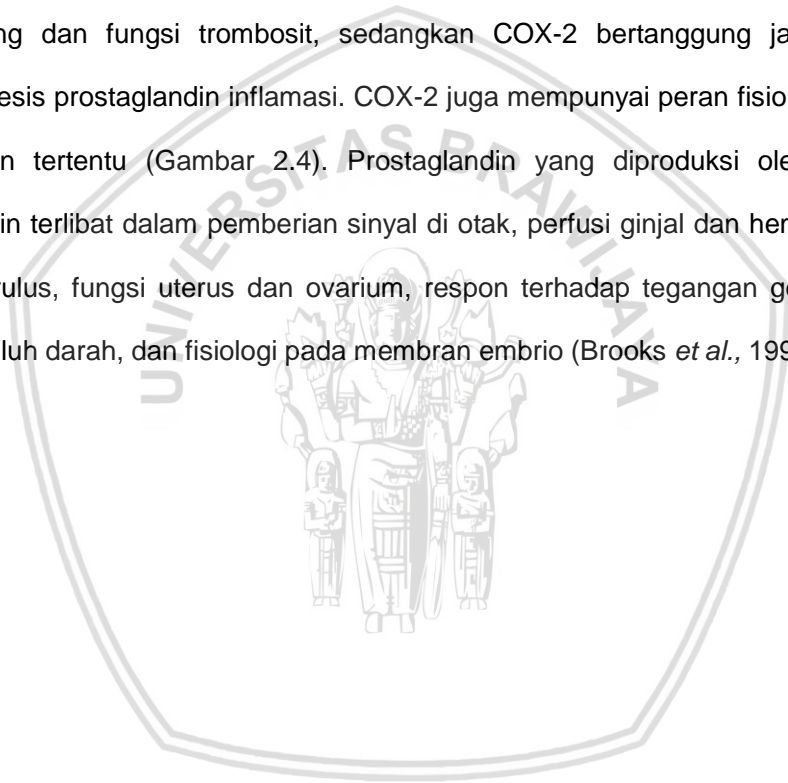 ng dan fungsi trombosit, sedangkan COX-2 bertanggung ja
esis prostaglandin inflamasi. COX-2 juga mempunyai peran fisio
n tertentu (Gambar 2.4). Prostaglandin yang diproduksi ole
in terlibat dalam pemberian sinyal di otak, perfusi ginjal dan her
ulus, fungsi uterus dan ovarium, respon terhadap tegangan ge
luh darah, dan fisiologi pada membran embrio (Brooks et al., 199
UNIVERSITAS BRAWIJAYA